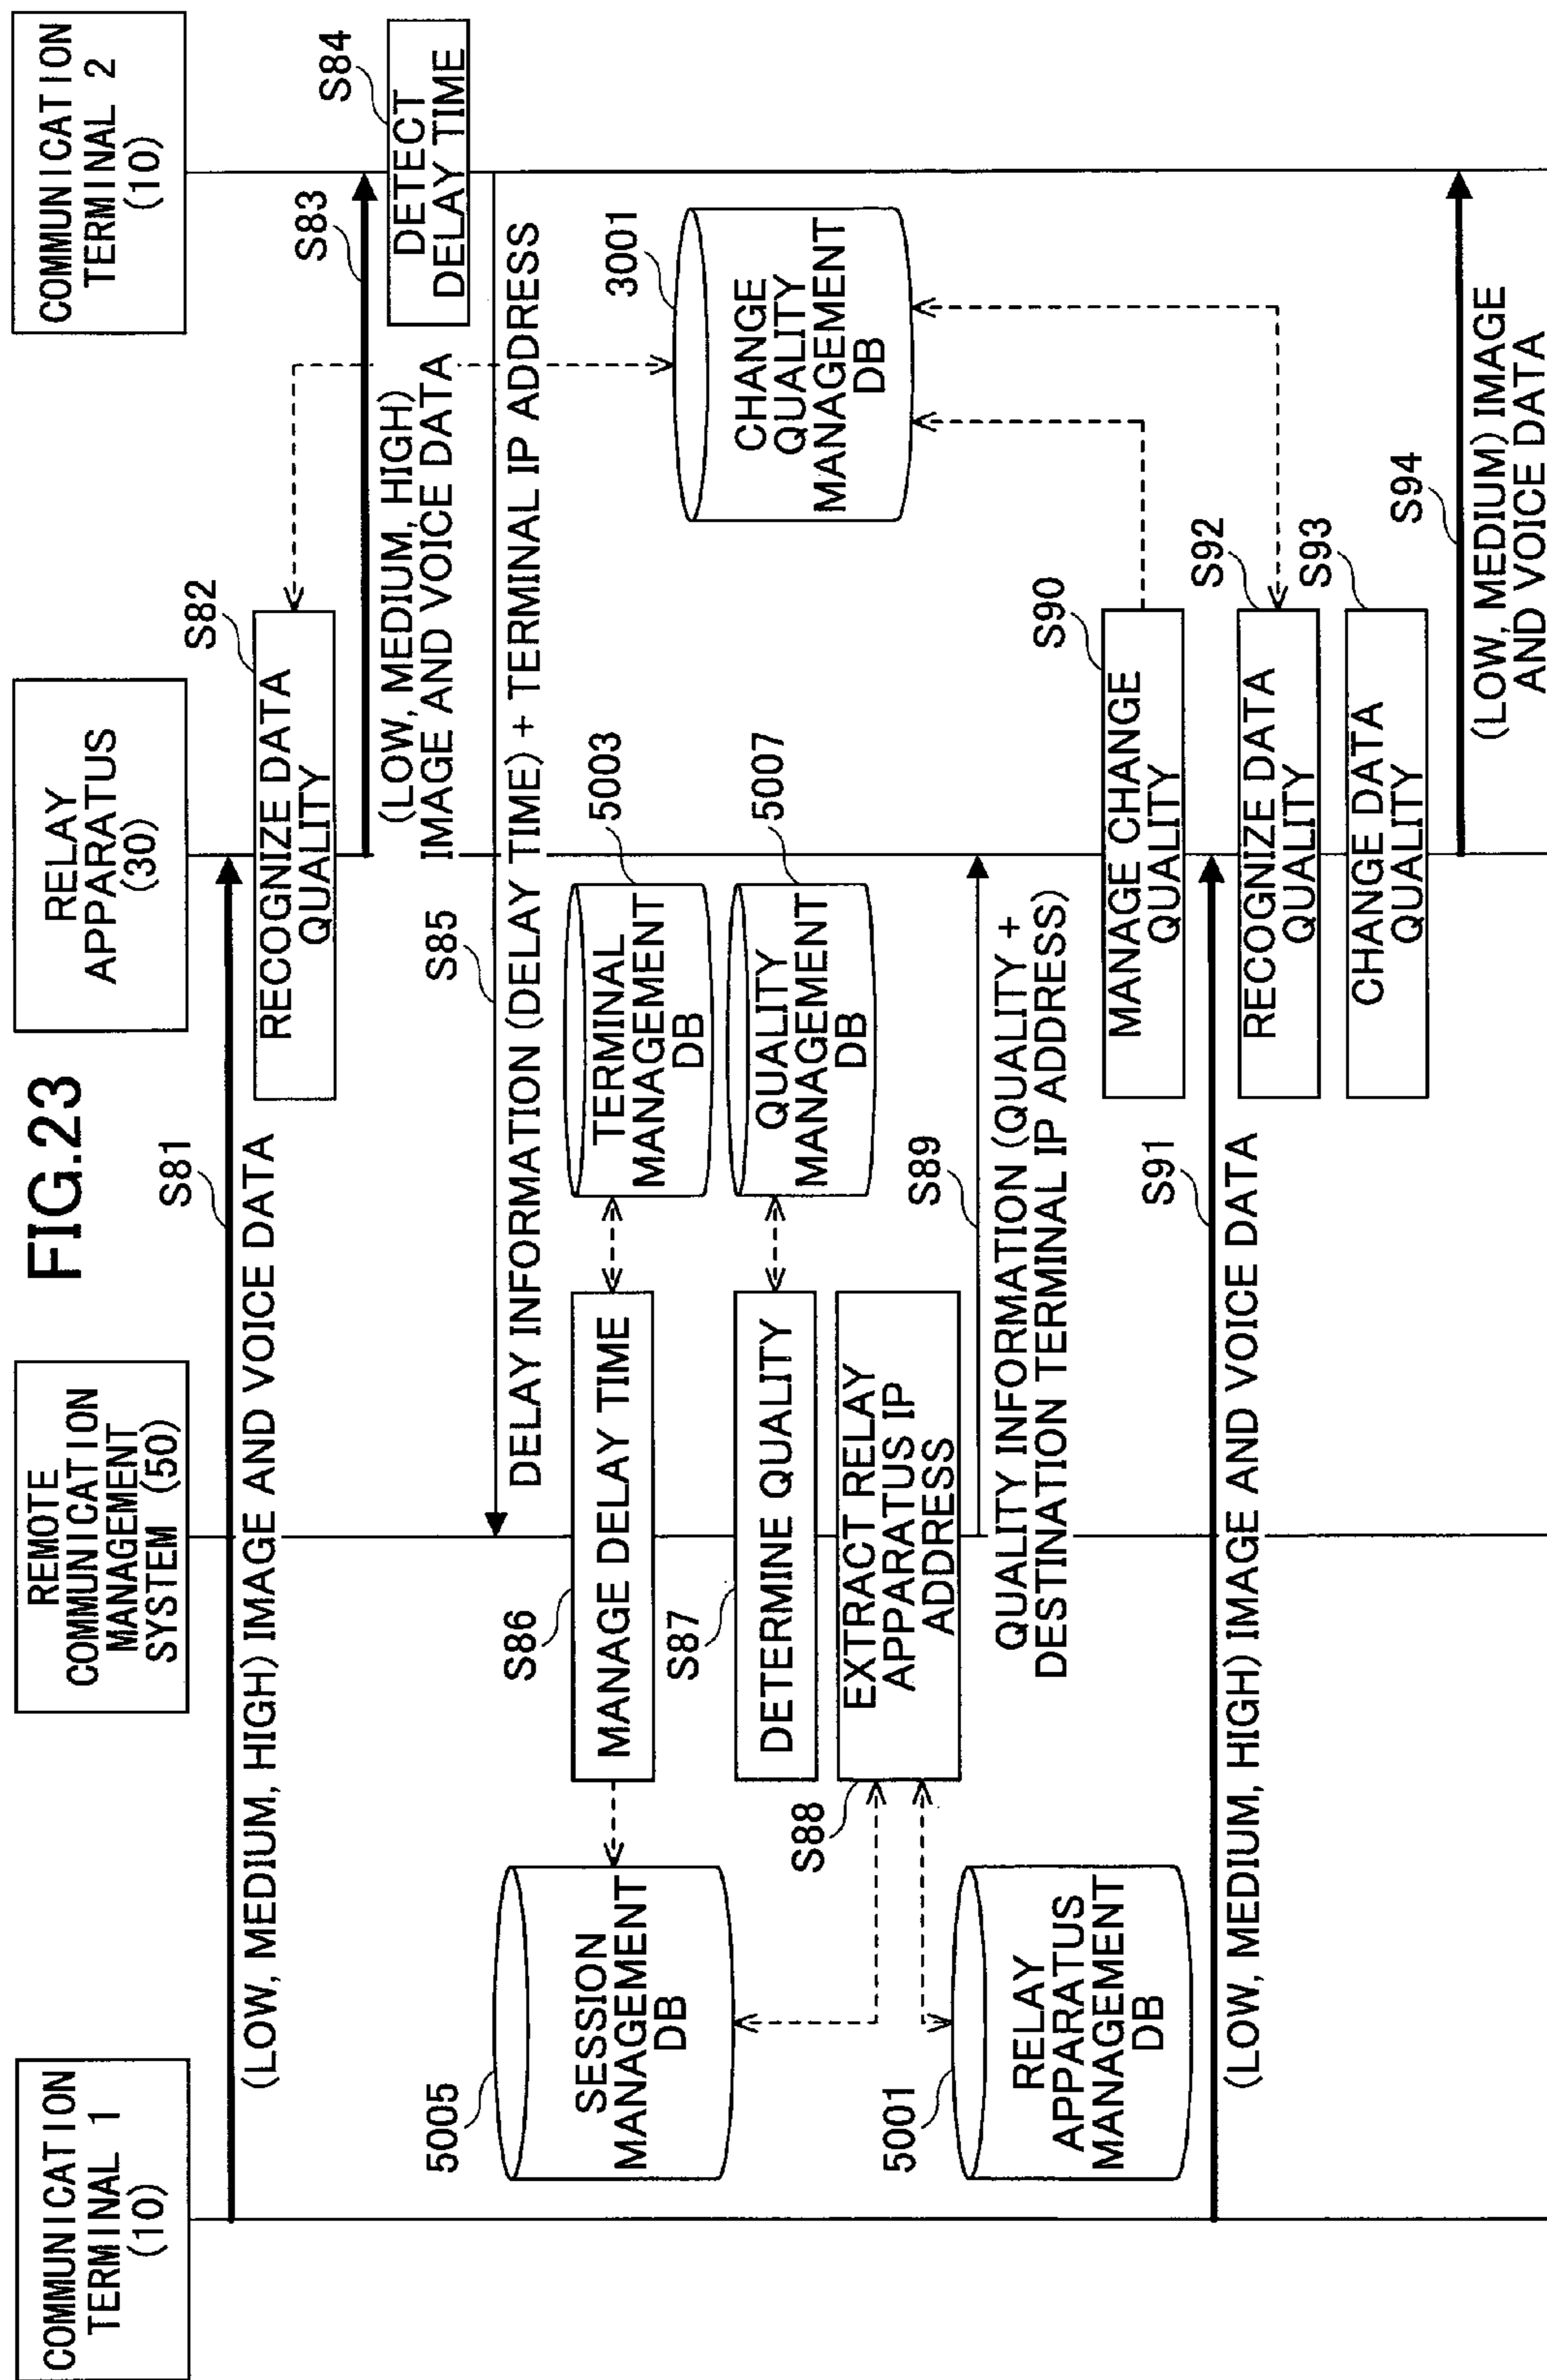 FIG.23
COMMUNICATION
TERMINAL 1
(10)
REMOTE
COMMUNICATION
MANAGEMENT
SYSTEM (50)
RELAY
APPARATUS
(30)
COMMUNICATION
TERMINAL 2
(10)
S81
(LOW, MEDIUM, HIGH) IMAGE AND VOICE DATA
S82
RECOGNIZE DATA
QUALITY
S83
(LOW, MEDIUM, HIGH)
IMAGE AND VOICE DATA
S84
DETECT
DELAY TIME
S85
DELAY INFORMATION (DELAY TIME) + TERMINAL IP ADDRESS
S86
MANAGE DELAY TIME
5005
SESSION
MANAGEMENT
DB
5003
TERMINAL
MANAGEMENT
DB
3001
CHANGE
QUALITY
MANAGEMENT
DB
S87
DETERMINE QUALITY
5007
QUALITY
MANAGEMENT
DB
S88
EXTRACT RELAY
APPARATUS IP
ADDRESS
5001
RELAY
APPARATUS
MANAGEMENT
DB
S89
QUALITY INFORMATION (QUALITY +
DESTINATION TERMINAL IP ADDRESS)
S90
MANAGE CHANGE
QUALITY
S91
(LOW, MEDIUM, HIGH) IMAGE AND VOICE DATA
S92
RECOGNIZE DATA
QUALITY
S93
CHANGE DATA
QUALITY
S94
(LOW, MEDIUM) IMAGE
AND VOICE DATA